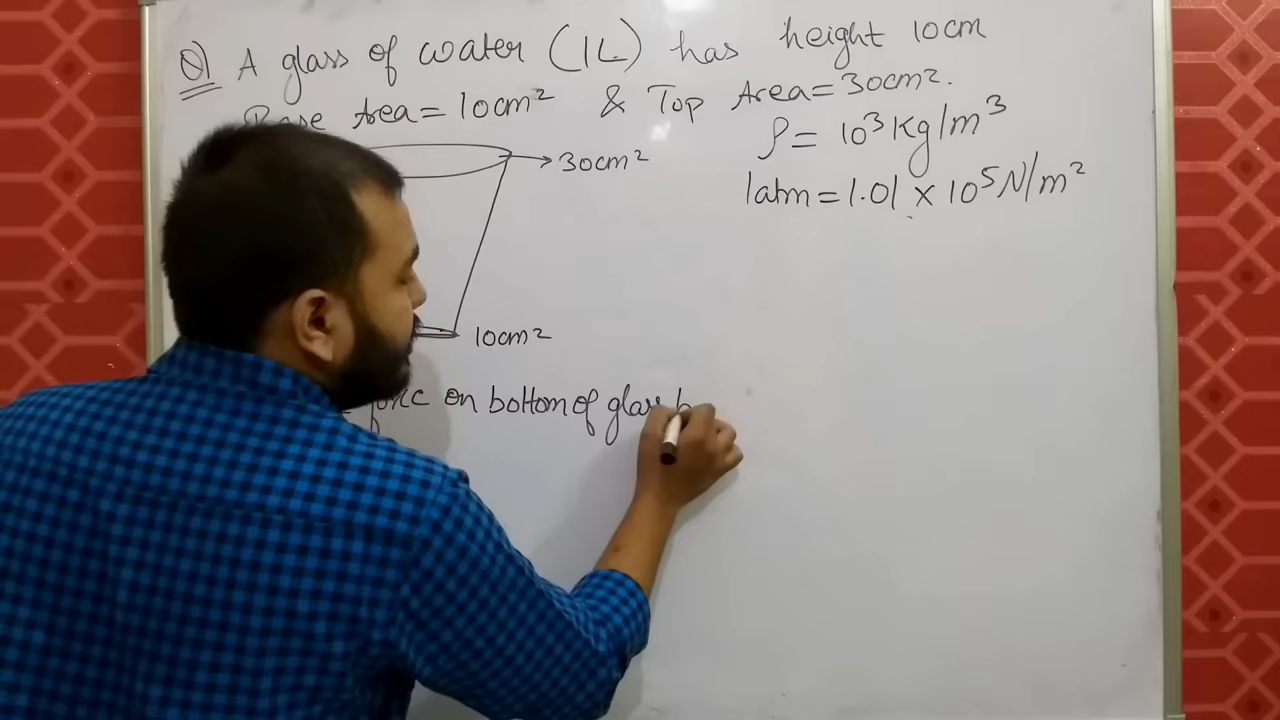 Q1 A glass of water (1L) has height 10cm
Base Area = 10cm² & Top Area = 30cm².
ρ = 10³ Kg/m³
→ 30cm²
1atm = 1.01 × 10⁵ N/m²
10cm²
on bottom of glass